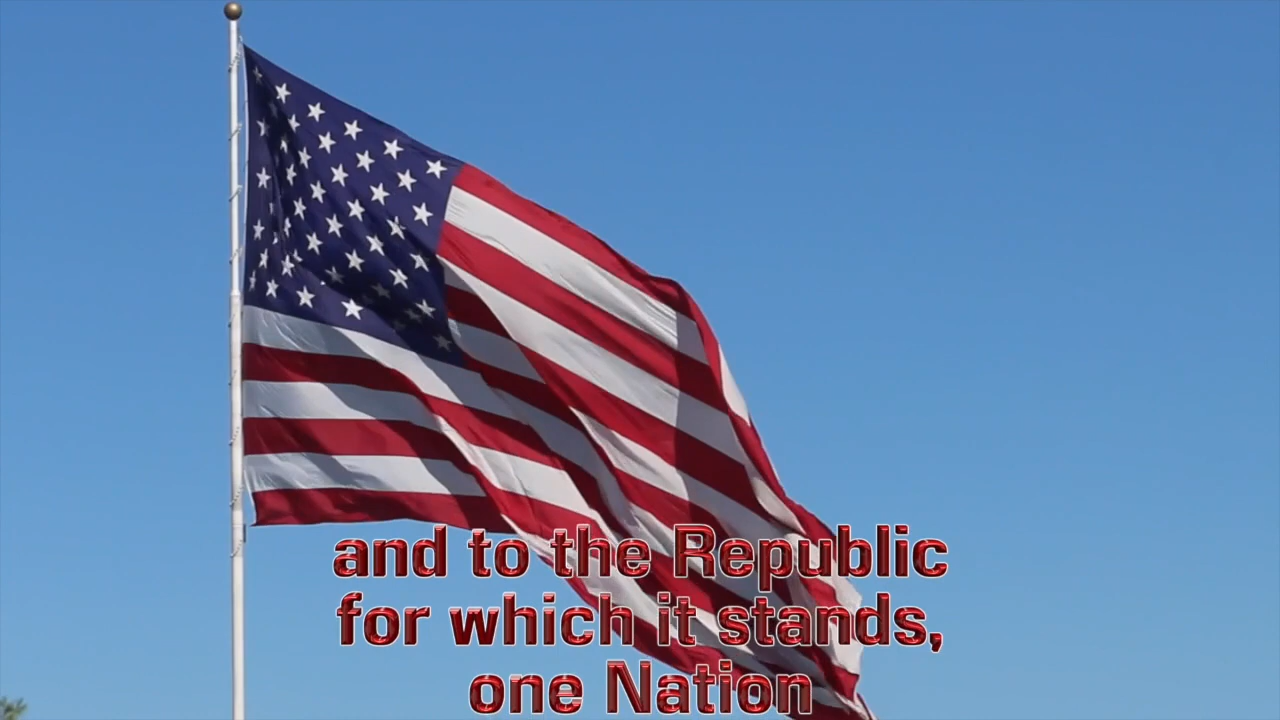 and to the Republic
for which it stands,
one Nation